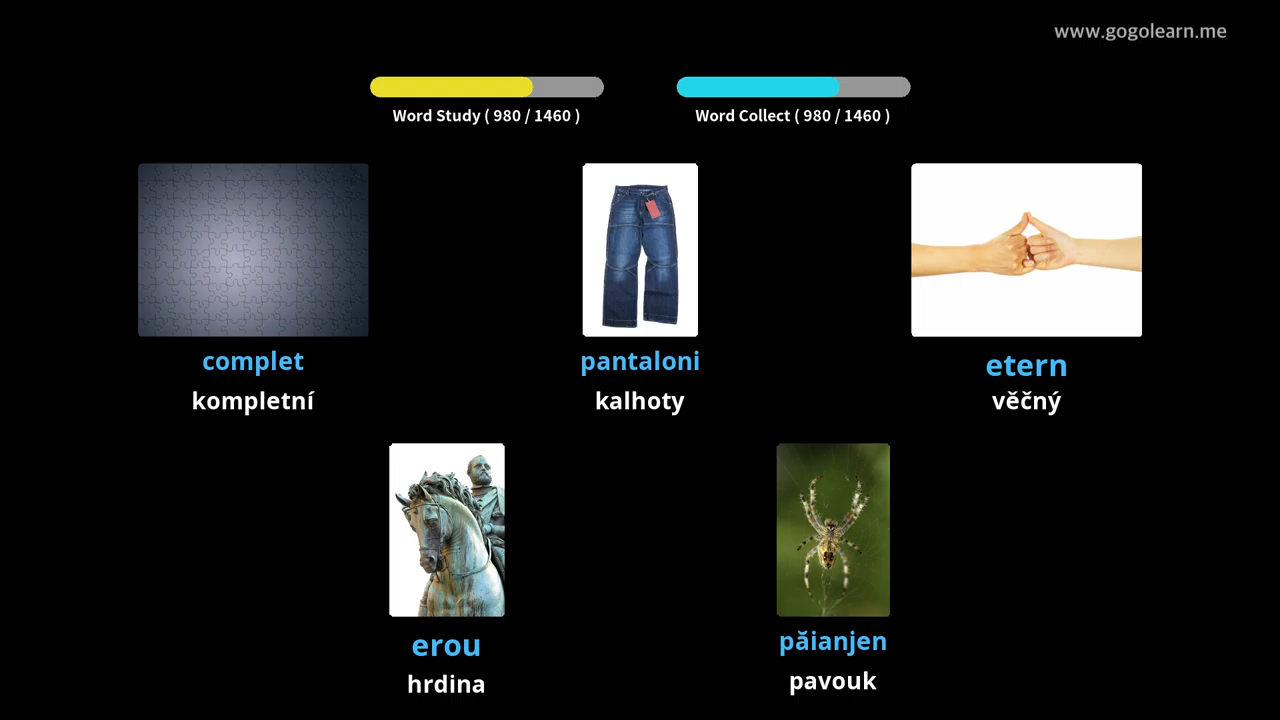 www.gogolearn.me
Word Study ( 980 / 1460 )
Word Collect ( 980 / 1460 )
complet
kompletní
pantaloni
kalhoty
etern
věčný
erou
hrdina
păianjen
pavouk